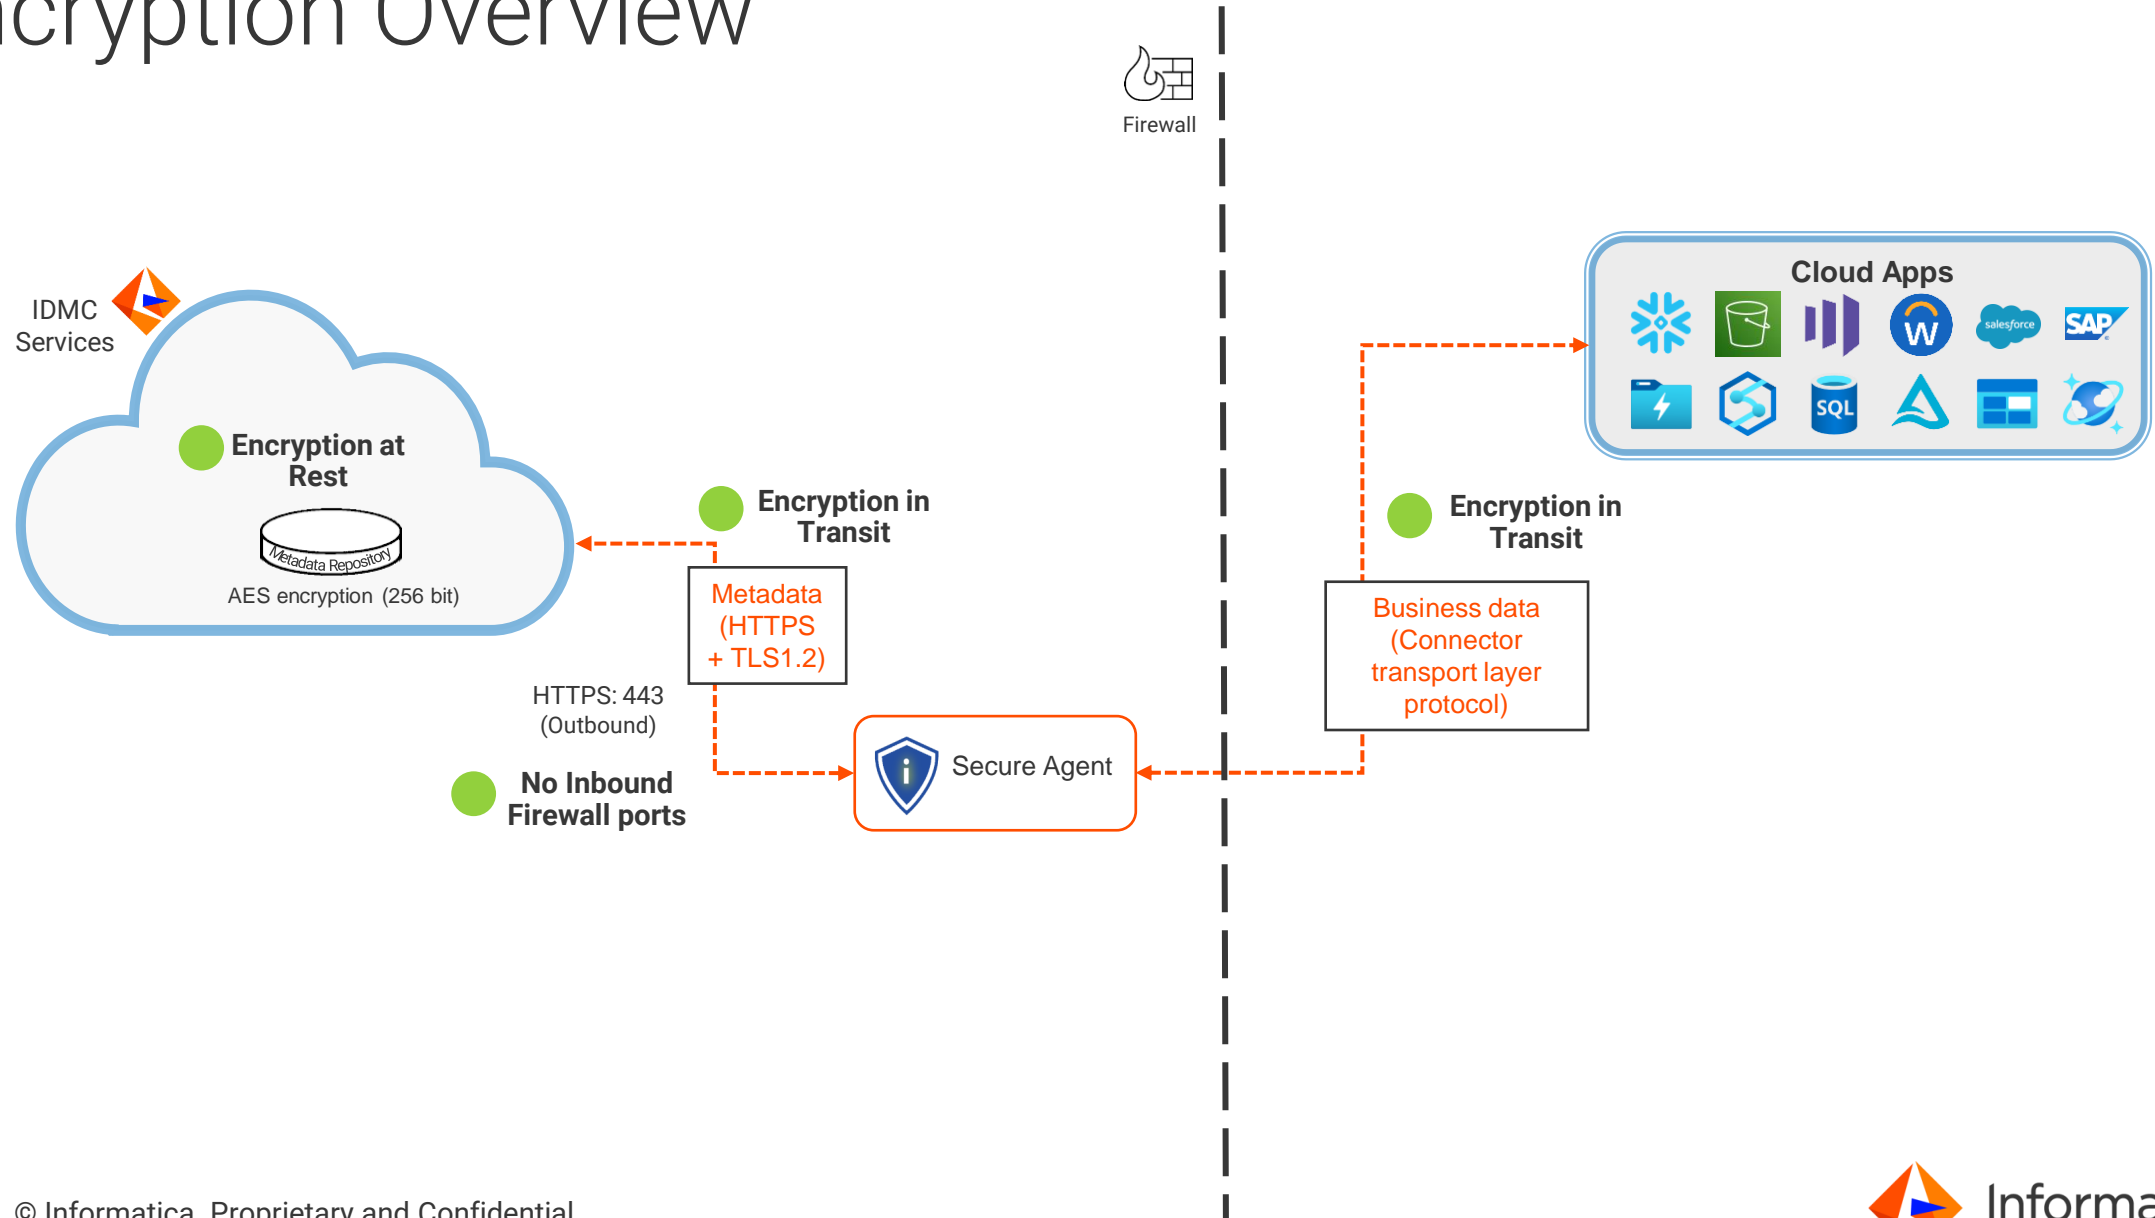 ncryption Overview
Firewall
IDMC
Services
Encryption at
Rest
Metadata Repository
AES encryption (256 bit)
Encryption in
Transit
Metadata
(HTTPS
+ TLS1.2)
HTTPS: 443
(Outbound)
No Inbound
Firewall ports
Secure Agent
Cloud Apps
W
salesforce
SAP
SQL
Encryption in
Transit
Business data
(Connector
transport layer
protocol)
© Informatica. Proprietary and Confidential
Informa